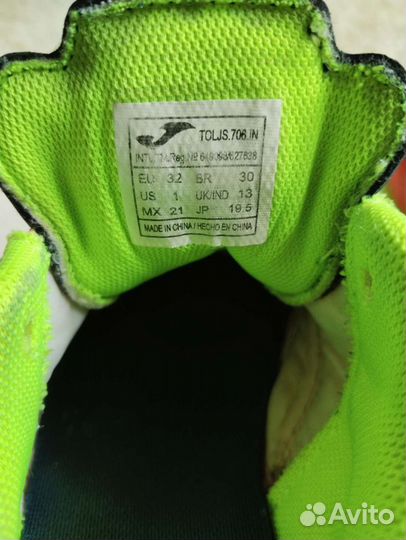 TOLJS.706.IN
EU 32 BR 30
US 1 UK/IND 13
MX 21 JP 19.5
MADE IN CHINA / HECHO EN CHINA
Avito